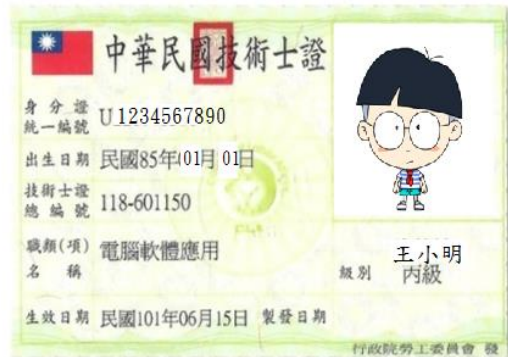 中華民國技術士證
身分證
統一編號 U1234567890
出生日期 民國85年01月01日
技術士證
總編號 118-601150
職類(項)
名稱 電腦軟體應用
王小明
級別 丙級
生效日期 民國101年06月15日 製發日期
行政院勞工委員會 發